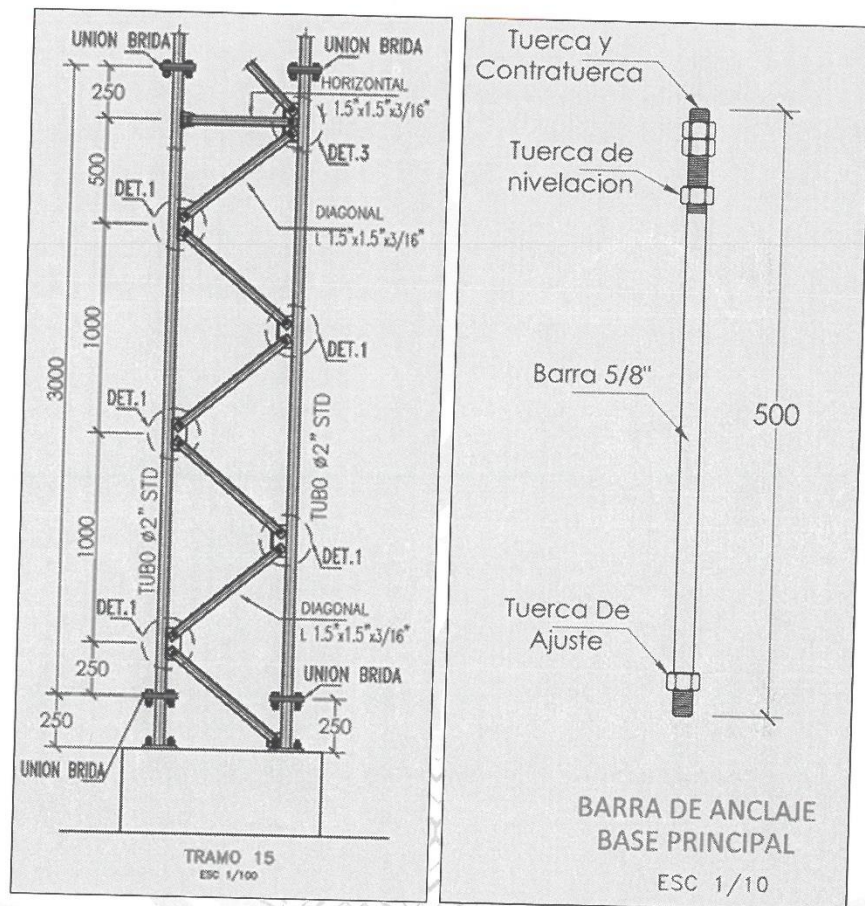 UNION BRIDA
UNION BRIDA
250
HORIZONTAL
L 1.5"x1.5"x3/16"
DET.3
500
DET.1
DIAGONAL
L 1.5"x1.5"x3/16"
1000
3000
DET.1
DET.1
TUBO ø2" STD
TUBO ø2" STD
1000
DET.1
DET.1
DIAGONAL
L 1.5"x1.5"x3/16"
250
UNION BRIDA
250
250
UNION BRIDA
TRAMO 15
ESC 1/100
Tuerca y
Contratuerca
Tuerca de
nivelacion
Barra 5/8"
500
Tuerca De
Ajuste
BARRA DE ANCLAJE
BASE PRINCIPAL
ESC 1/10